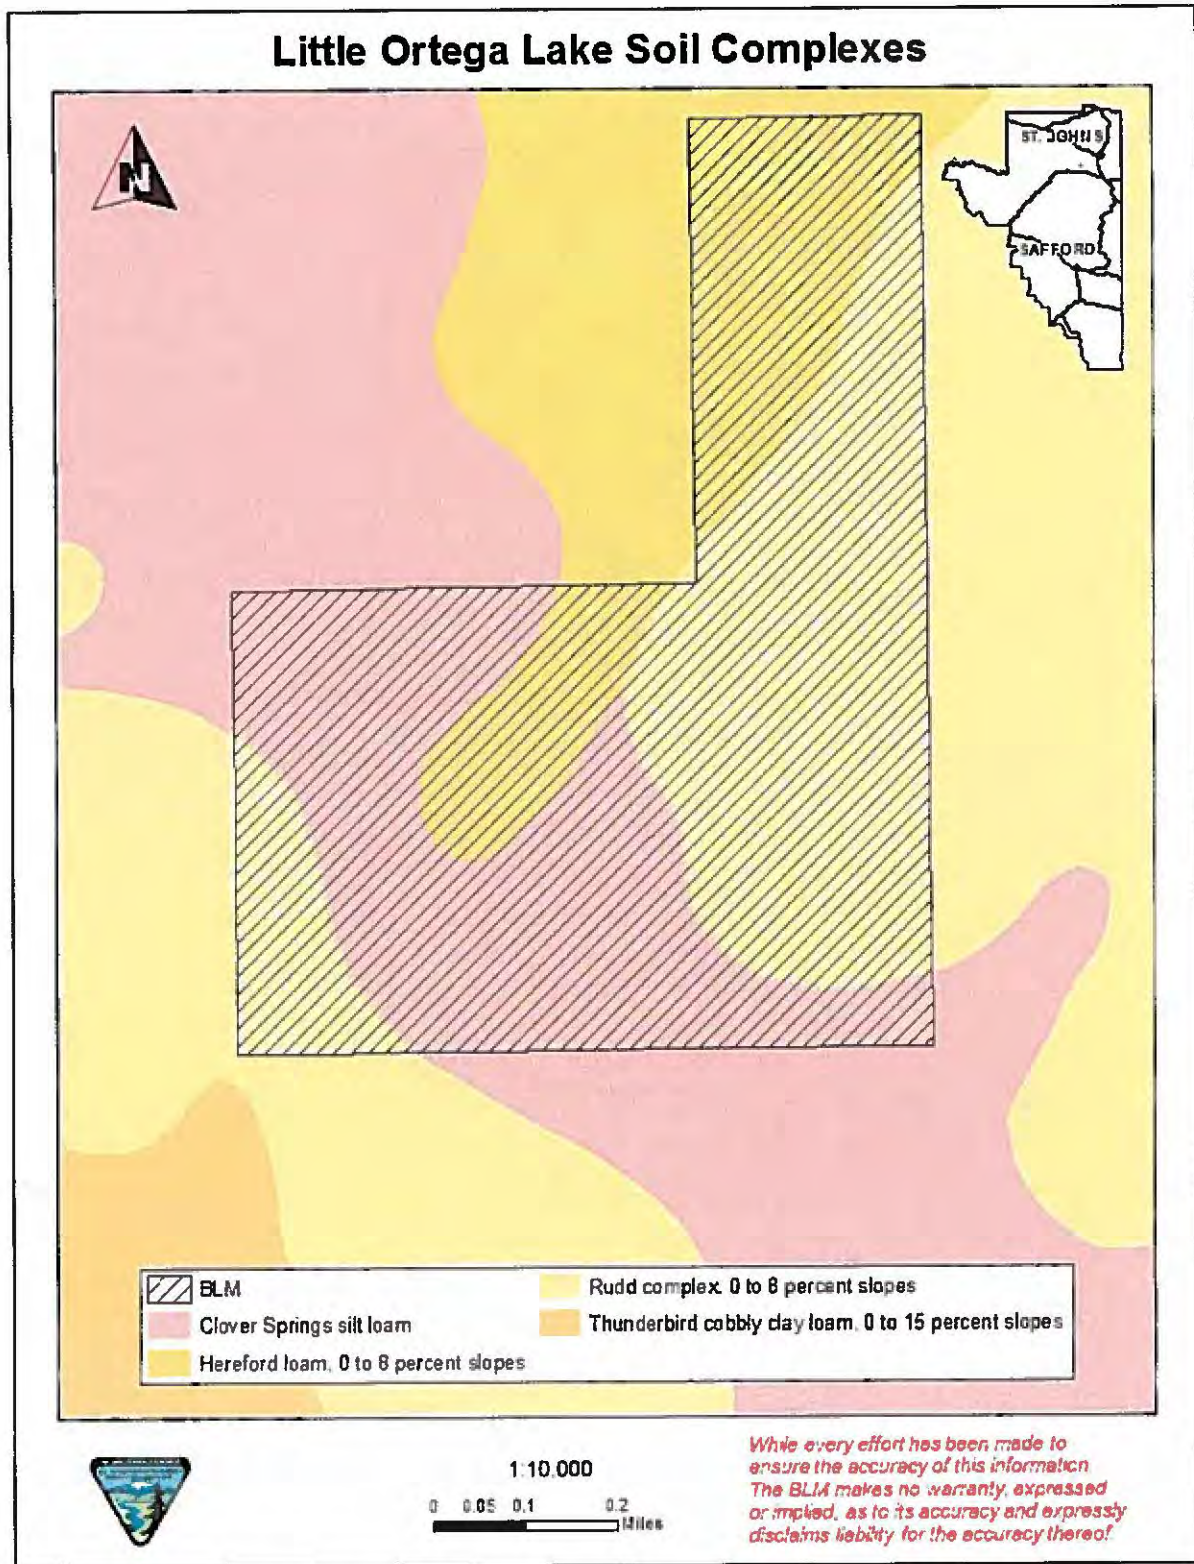 Little Ortega Lake Soil Complexes
N
ST. JOHNS
SAFFORD
BLM
Clover Springs silt loam
Hereford loam, 0 to 8 percent slopes
Rudd complex, 0 to 8 percent slopes
Thunderbird cobbly clay loam, 0 to 15 percent slopes
1:10,000
0 0.05 0.1 0.2
Miles
While every effort has been made to
ensure the accuracy of this information
The BLM makes no warranty, expressed
or implied, as to its accuracy and expressly
disclaims liability for the accuracy thereof.